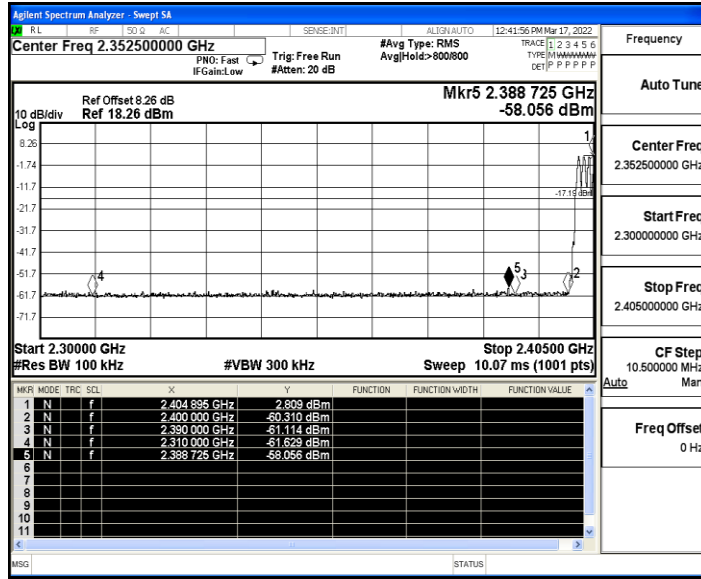 Agilent Spectrum Analyzer - Swept SA
RL RF 50 Ω AC SENSE:INT ALIGN AUTO 12:41:56 PM Mar 17, 2022
Center Freq 2.352500000 GHz #Avg Type: RMS TRACE 1 2 3 4 5 6
PNO: Fast Trig: Free Run Avg|Hold:>800/800 TYPE M
IFGain:Low #Atten: 20 dB DET P P P P P P
Mkr5 2.388 725 GHz
Ref Offset 8.26 dB
10 dB/div Ref 18.26 dBm -58.056 dBm
Log
1
8.26
-1.74
-11.7
-17.19 dBm
-21.7
-31.7
-41.7
-51.7
4 5 3 2
-61.7
-71.7
Start 2.30000 GHz Stop 2.40500 GHz
#Res BW 100 kHz #VBW 300 kHz Sweep 10.07 ms (1001 pts)
MKR MODE TRC SCL X Y FUNCTION FUNCTION WIDTH FUNCTION VALUE
1 N f 2.404 895 GHz 2.809 dBm
2 N f 2.400 000 GHz -60.310 dBm
3 N f 2.390 000 GHz -61.114 dBm
4 N f 2.310 000 GHz -61.629 dBm
5 N f 2.388 725 GHz -58.056 dBm
6
7
8
9
10
11
MSG STATUS
Frequency
Auto Tune
Center Freq
2.352500000 GHz
Start Freq
2.300000000 GHz
Stop Freq
2.405000000 GHz
CF Step
10.500000 MHz
Auto Man
Freq Offset
0 Hz